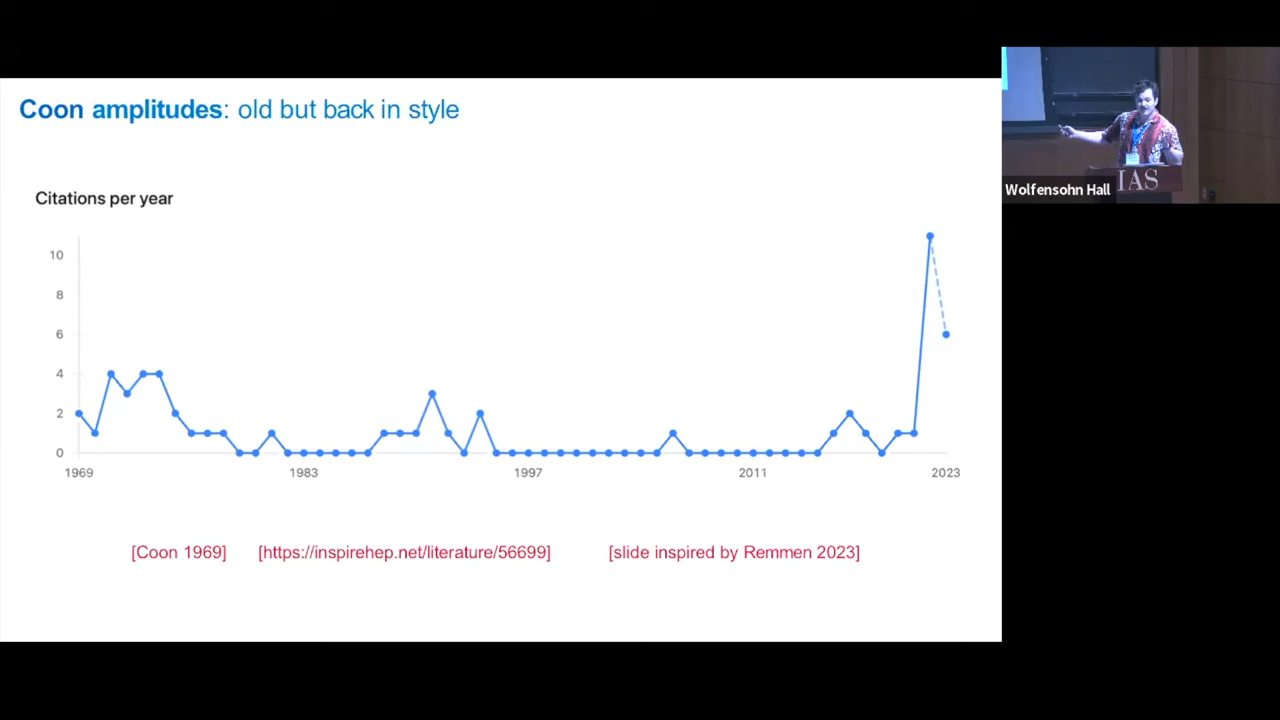 Coon amplitudes: old but back in style
Citations per year
10
8
6
4
2
0
1969 1983 1997 2011 2023
[Coon 1969] [https://inspirehep.net/literature/56699] [slide inspired by Remmen 2023]
Wolfensohn Hall
IAS